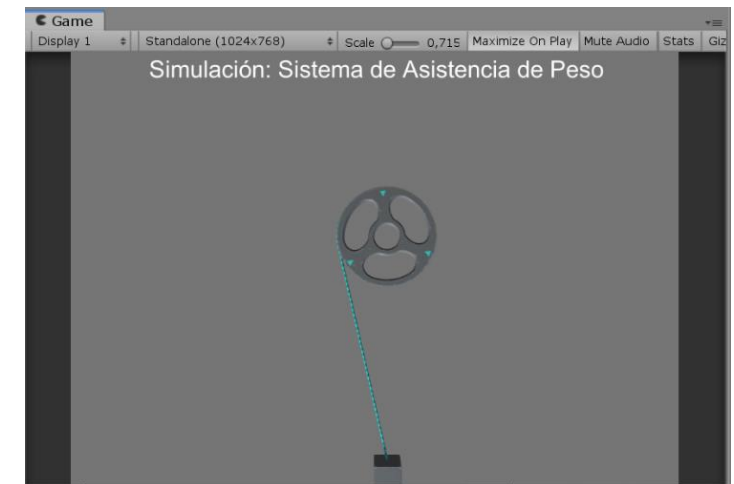 Game
Display 1 Standalone (1024x768) Scale 0,715 Maximize On Play Mute Audio Stats Giz
Simulación: Sistema de Asistencia de Peso